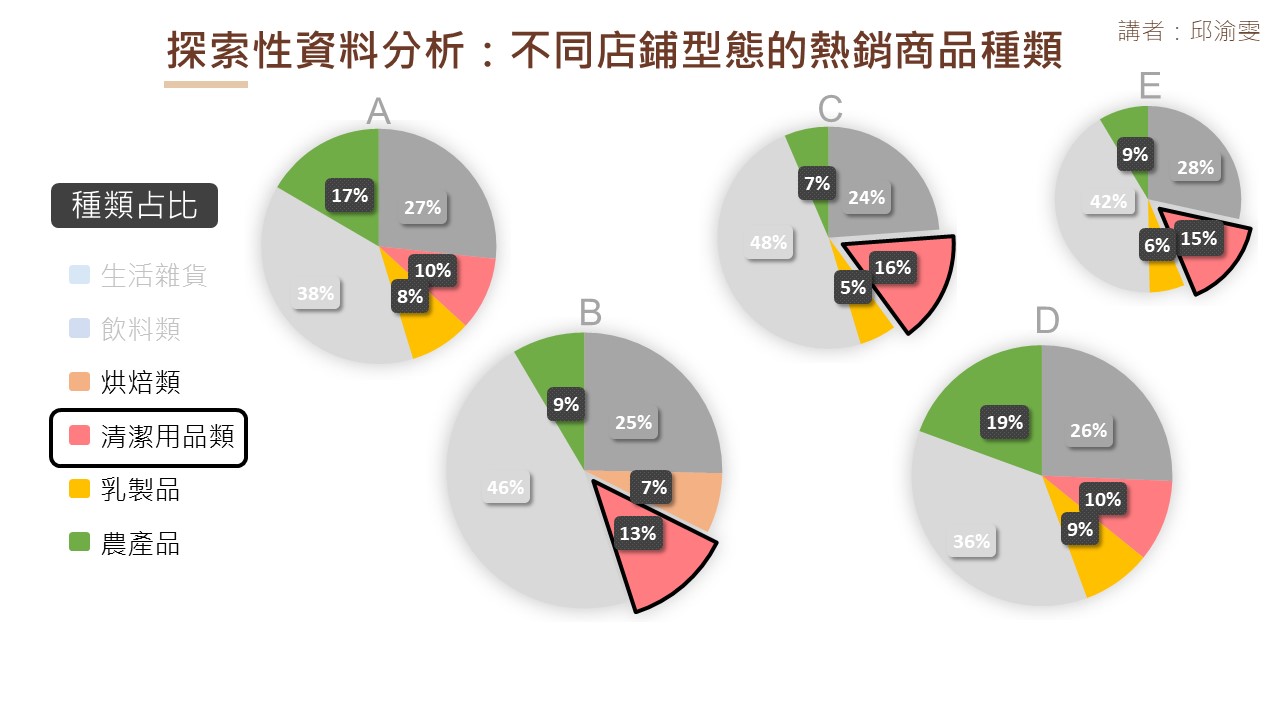 探索性資料分析：不同店鋪型態的熱銷商品種類
講者：邱渝雯
種類占比
生活雜貨
飲料類
烘焙類
清潔用品類
乳製品
農產品
A
17%
27%
10%
8%
38%
B
9%
25%
7%
13%
46%
C
7%
24%
16%
5%
48%
D
19%
26%
10%
9%
36%
E
9%
28%
15%
6%
42%